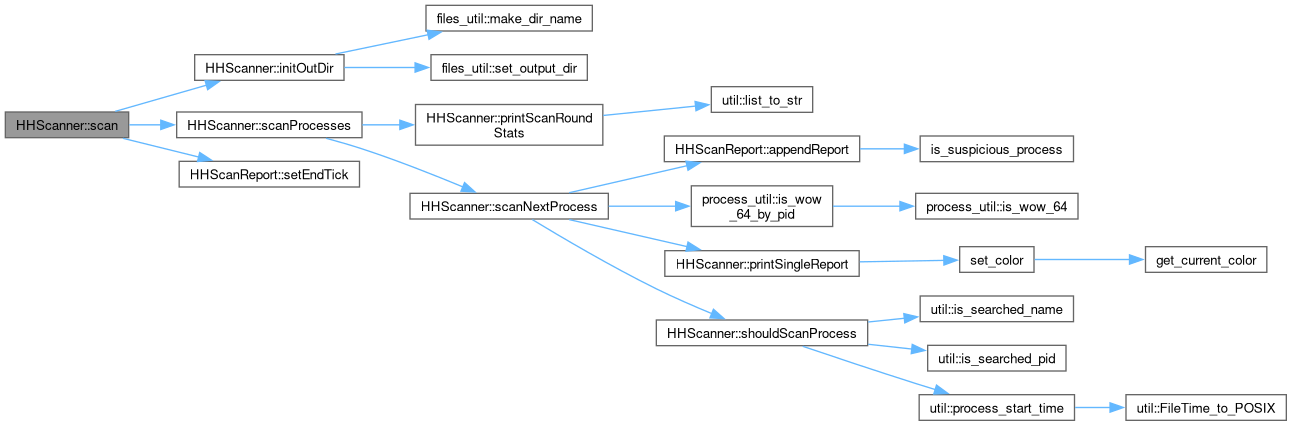 files_util::make_dir_name
HHScanner::initOutDir
files_util::set_output_dir
util::list_to_str
HHScanner::scan
HHScanner::scanProcesses
HHScanner::printScanRound
Stats
HHScanReport::appendReport
is_suspicious_process
HHScanReport::setEndTick
HHScanner::scanNextProcess
process_util::is_wow
_64_by_pid
process_util::is_wow_64
HHScanner::printSingleReport
set_color
get_current_color
util::is_searched_name
HHScanner::shouldScanProcess
util::is_searched_pid
util::process_start_time
util::FileTime_to_POSIX